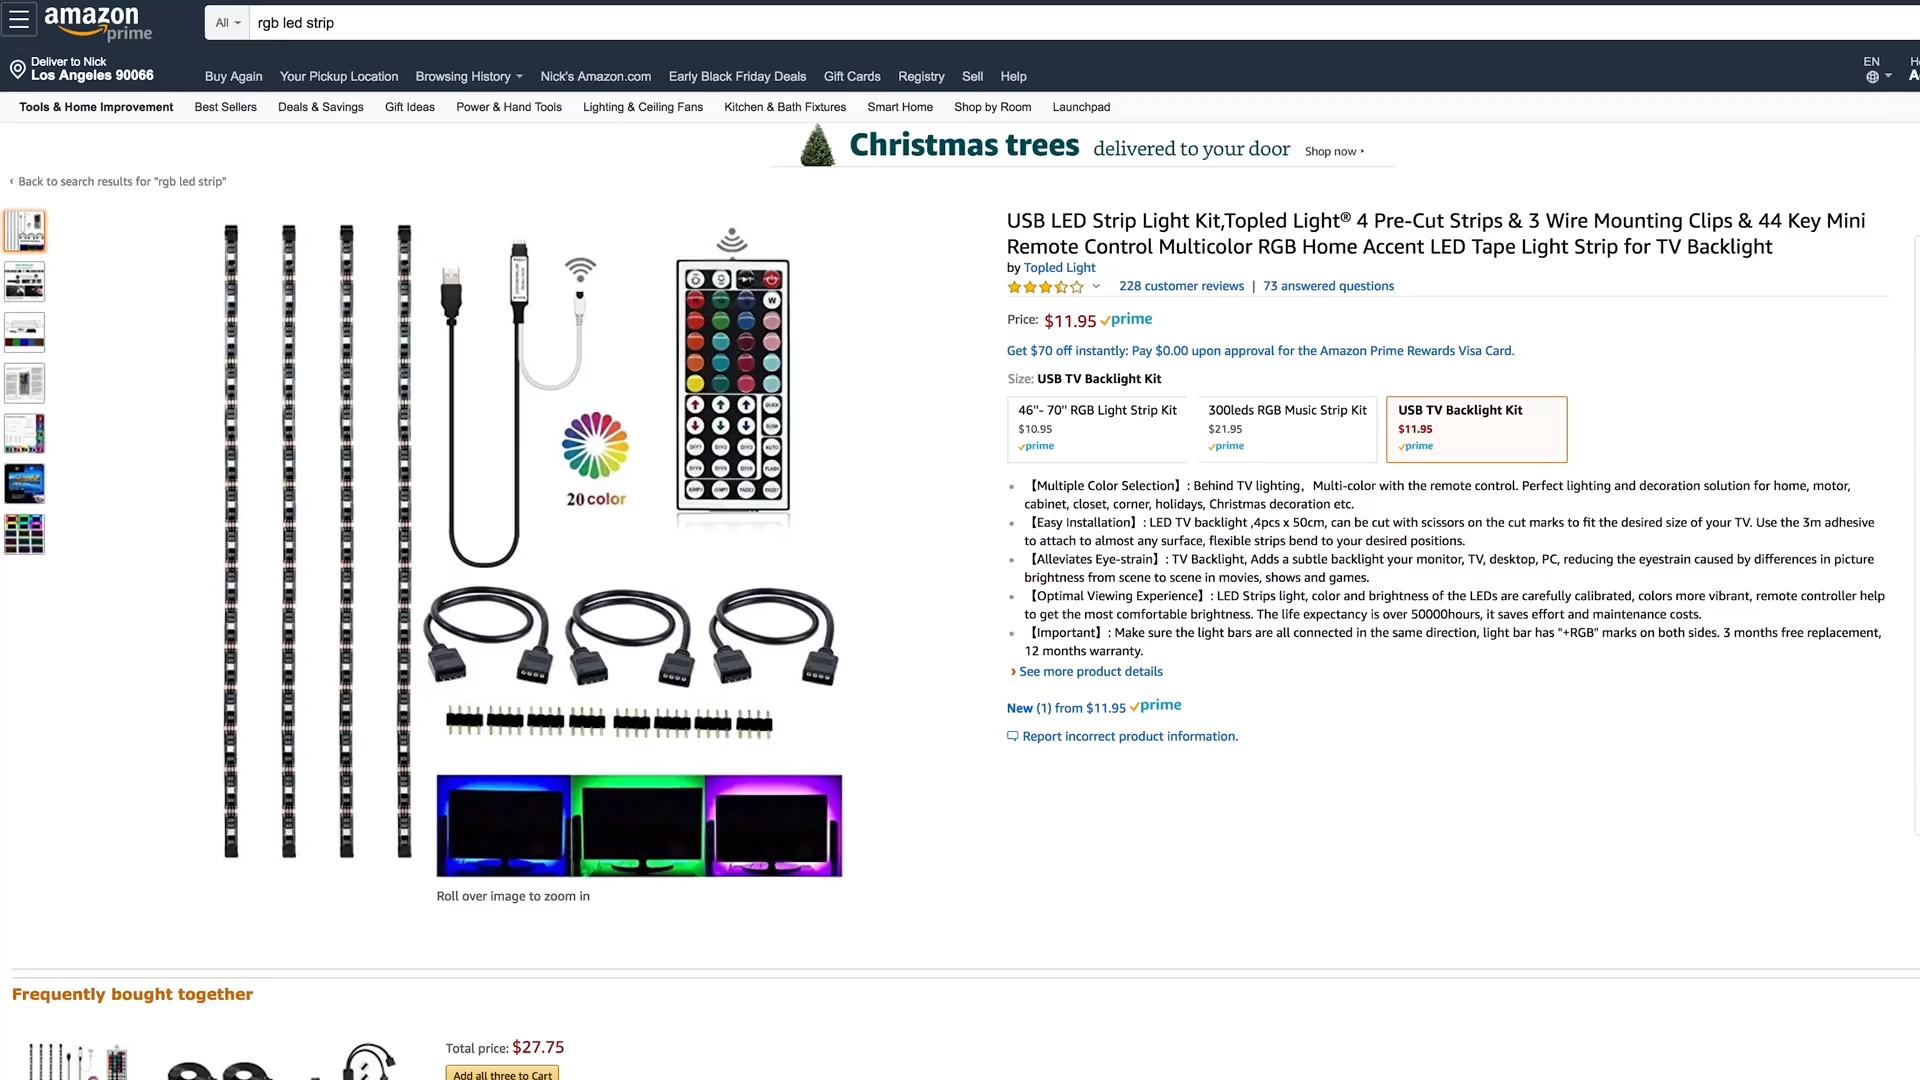 amazon
prime
All
rgb led strip
Deliver to Nick
Los Angeles 90066
Buy Again
Your Pickup Location
Browsing History
Nick's Amazon.com
Early Black Friday Deals
Gift Cards
Registry
Sell
Help
EN
Tools & Home Improvement
Best Sellers
Deals & Savings
Gift Ideas
Power & Hand Tools
Lighting & Ceiling Fans
Kitchen & Bath Fixtures
Smart Home
Shop by Room
Launchpad
Christmas trees delivered to your door Shop now ‣
‹ Back to search results for "rgb led strip"
W
QUICK
SLOW
DIY1 DIY2 DIY3 AUTO
DIY4 DIY5 DIY6 FLASH
JUMP3 JUMP7 FADE3 FADE7
20 color
Roll over image to zoom in
USB LED Strip Light Kit,Topled Light® 4 Pre-Cut Strips & 3 Wire Mounting Clips & 44 Key Mini
Remote Control Multicolor RGB Home Accent LED Tape Light Strip for TV Backlight
by Topled Light
228 customer reviews | 73 answered questions
Price: $11.95 prime
Get $70 off instantly: Pay $0.00 upon approval for the Amazon Prime Rewards Visa Card.
Size: USB TV Backlight Kit
46''- 70'' RGB Light Strip Kit
$10.95
prime
300leds RGB Music Strip Kit
$21.95
prime
USB TV Backlight Kit
$11.95
prime
• 【Multiple Color Selection】: Behind TV lighting，Multi-color with the remote control. Perfect lighting and decoration solution for home, motor,
cabinet, closet, corner, holidays, Christmas decoration etc.
• 【Easy Installation】: LED TV backlight ,4pcs x 50cm, can be cut with scissors on the cut marks to fit the desired size of your TV. Use the 3m adhesive
to attach to almost any surface, flexible strips bend to your desired positions.
• 【Alleviates Eye-strain】: TV Backlight, Adds a subtle backlight your monitor, TV, desktop, PC, reducing the eyestrain caused by differences in picture
brightness from scene to scene in movies, shows and games.
• 【Optimal Viewing Experience】: LED Strips light, color and brightness of the LEDs are carefully calibrated, colors more vibrant, remote controller help
to get the most comfortable brightness. The life expectancy is over 50000hours, it saves effort and maintenance costs.
• 【Important】: Make sure the light bars are all connected in the same direction, light bar has "+RGB" marks on both sides. 3 months free replacement,
12 months warranty.
› See more product details
New (1) from $11.95 prime
Report incorrect product information.
Frequently bought together
Total price: $27.75
Add all three to Cart